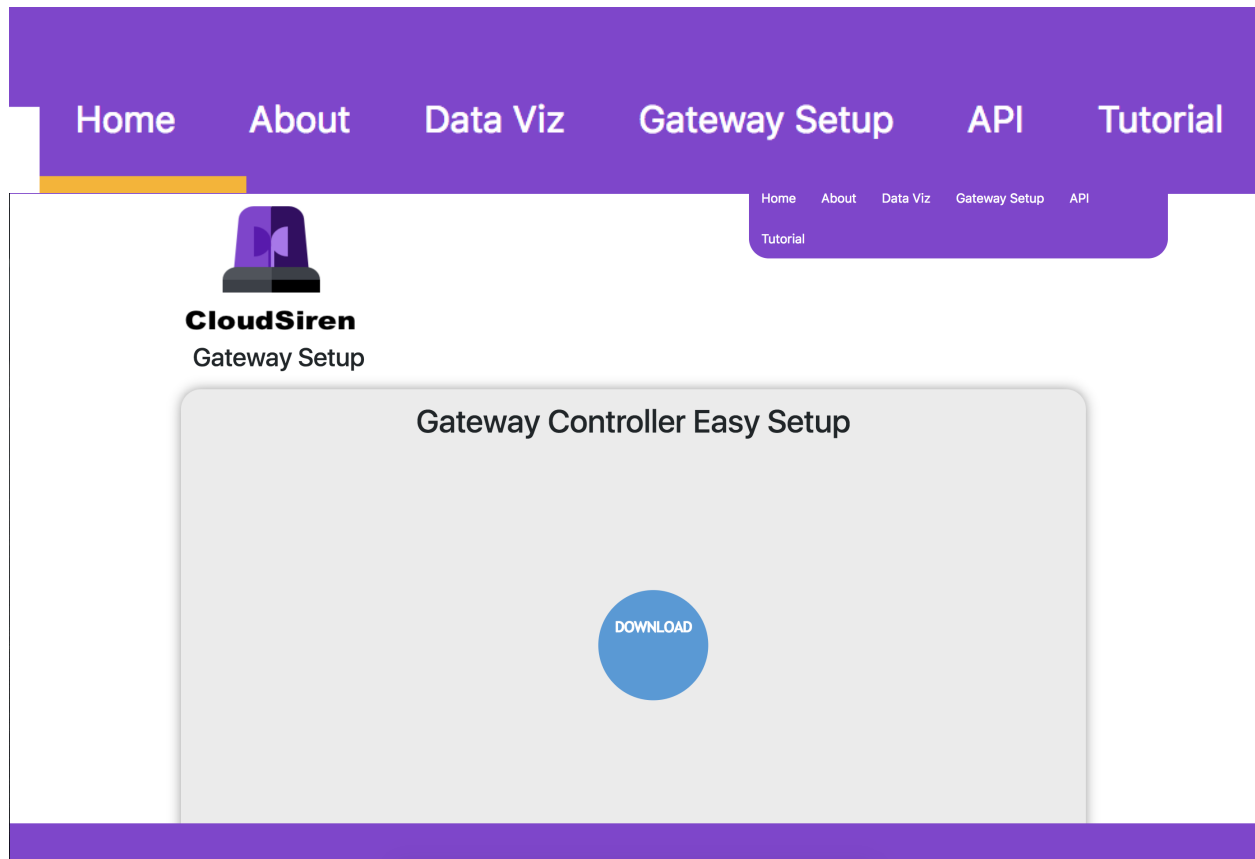 Home About Data Viz Gateway Setup API Tutorial
Home About Data Viz Gateway Setup API
Tutorial
CloudSiren
Gateway Setup
Gateway Controller Easy Setup
DOWNLOAD